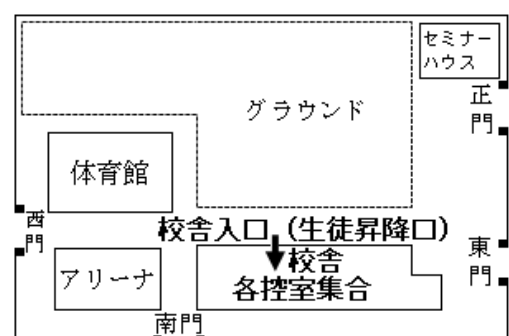 セミナー
ハウス
正門
グラウンド
体育館
西門
校舎入口（生徒昇降口）
東門
校舎
アリーナ
各控室集合
南門